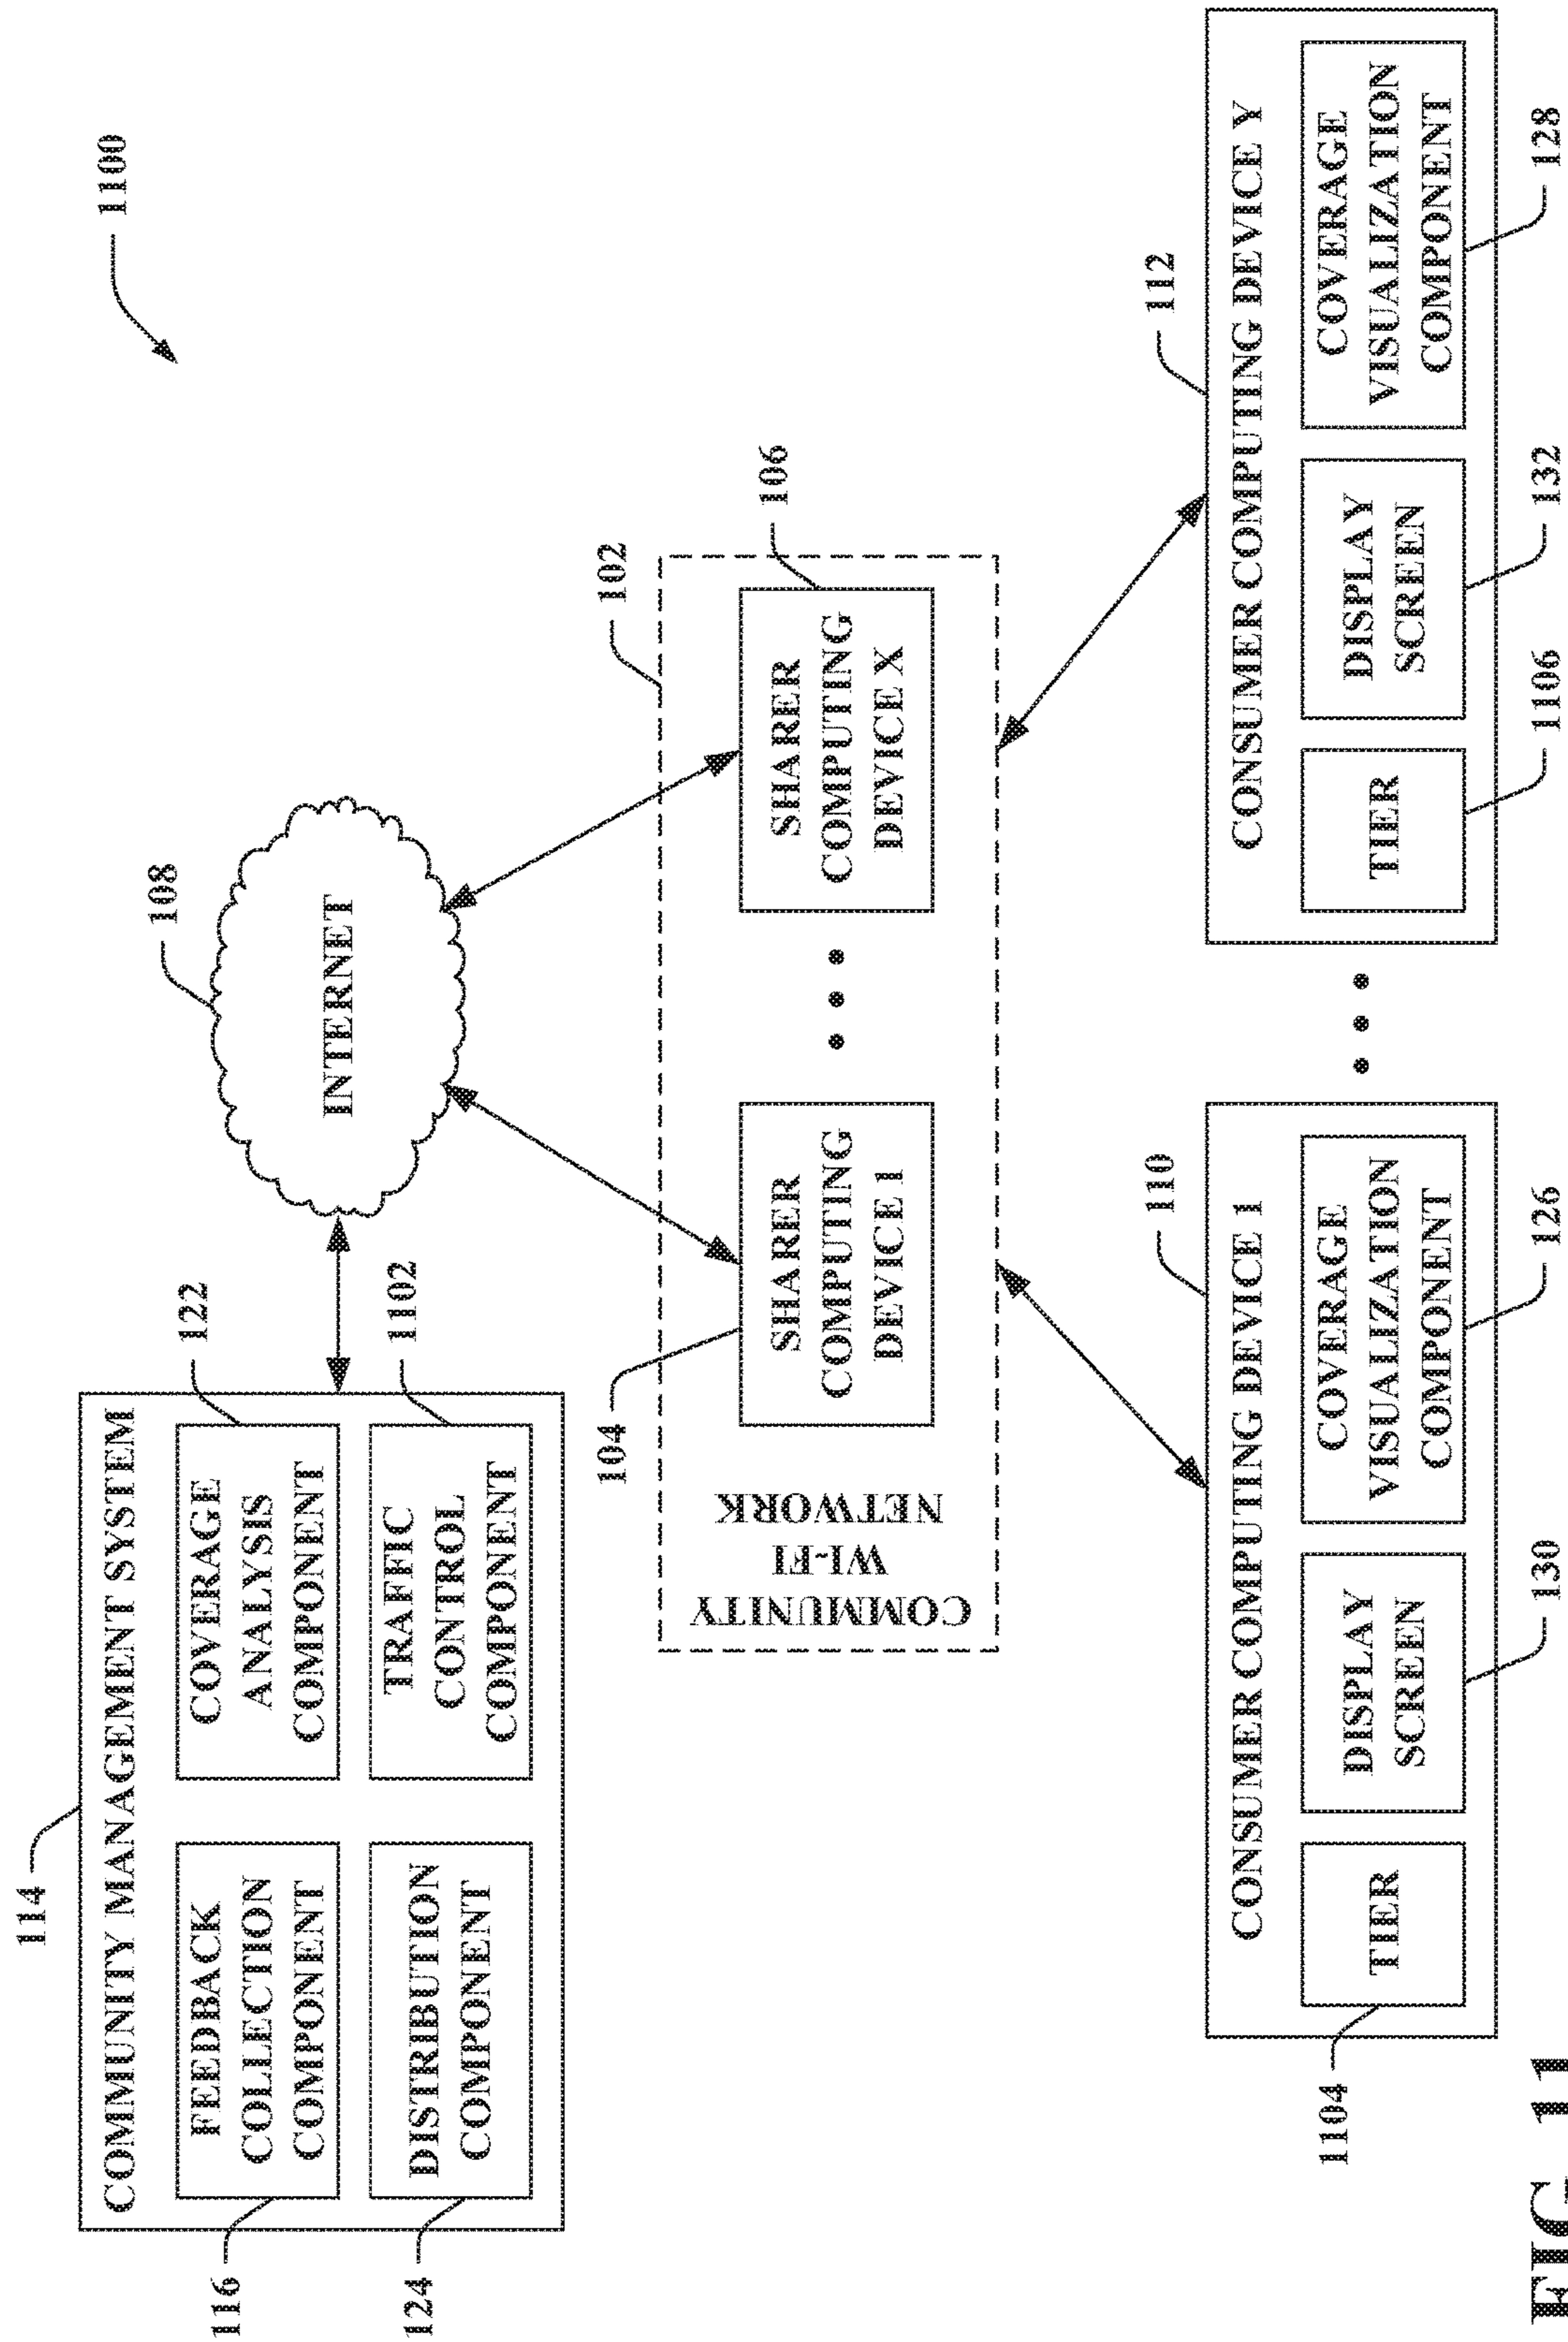 1100
114
COMMUNITY MANAGEMENT SYSTEM
116
FEEDBACK
COLLECTION
COMPONENT
122
COVERAGE
ANALYSIS
COMPONENT
124
DISTRIBUTION
COMPONENT
1102
TRAFFIC
CONTROL
COMPONENT
108
INTERNET
102
COMMUNITY
WI-FI
NETWORK
104
SHARER
COMPUTING
DEVICE 1
106
SHARER
COMPUTING
DEVICE X
110
CONSUMER COMPUTING DEVICE 1
1104
TIER
DISPLAY
SCREEN
130
COVERAGE
VISUALIZATION
COMPONENT
126
112
CONSUMER COMPUTING DEVICE Y
TIER
1106
DISPLAY
SCREEN
132
COVERAGE
VISUALIZATION
COMPONENT
128
FIG. 11